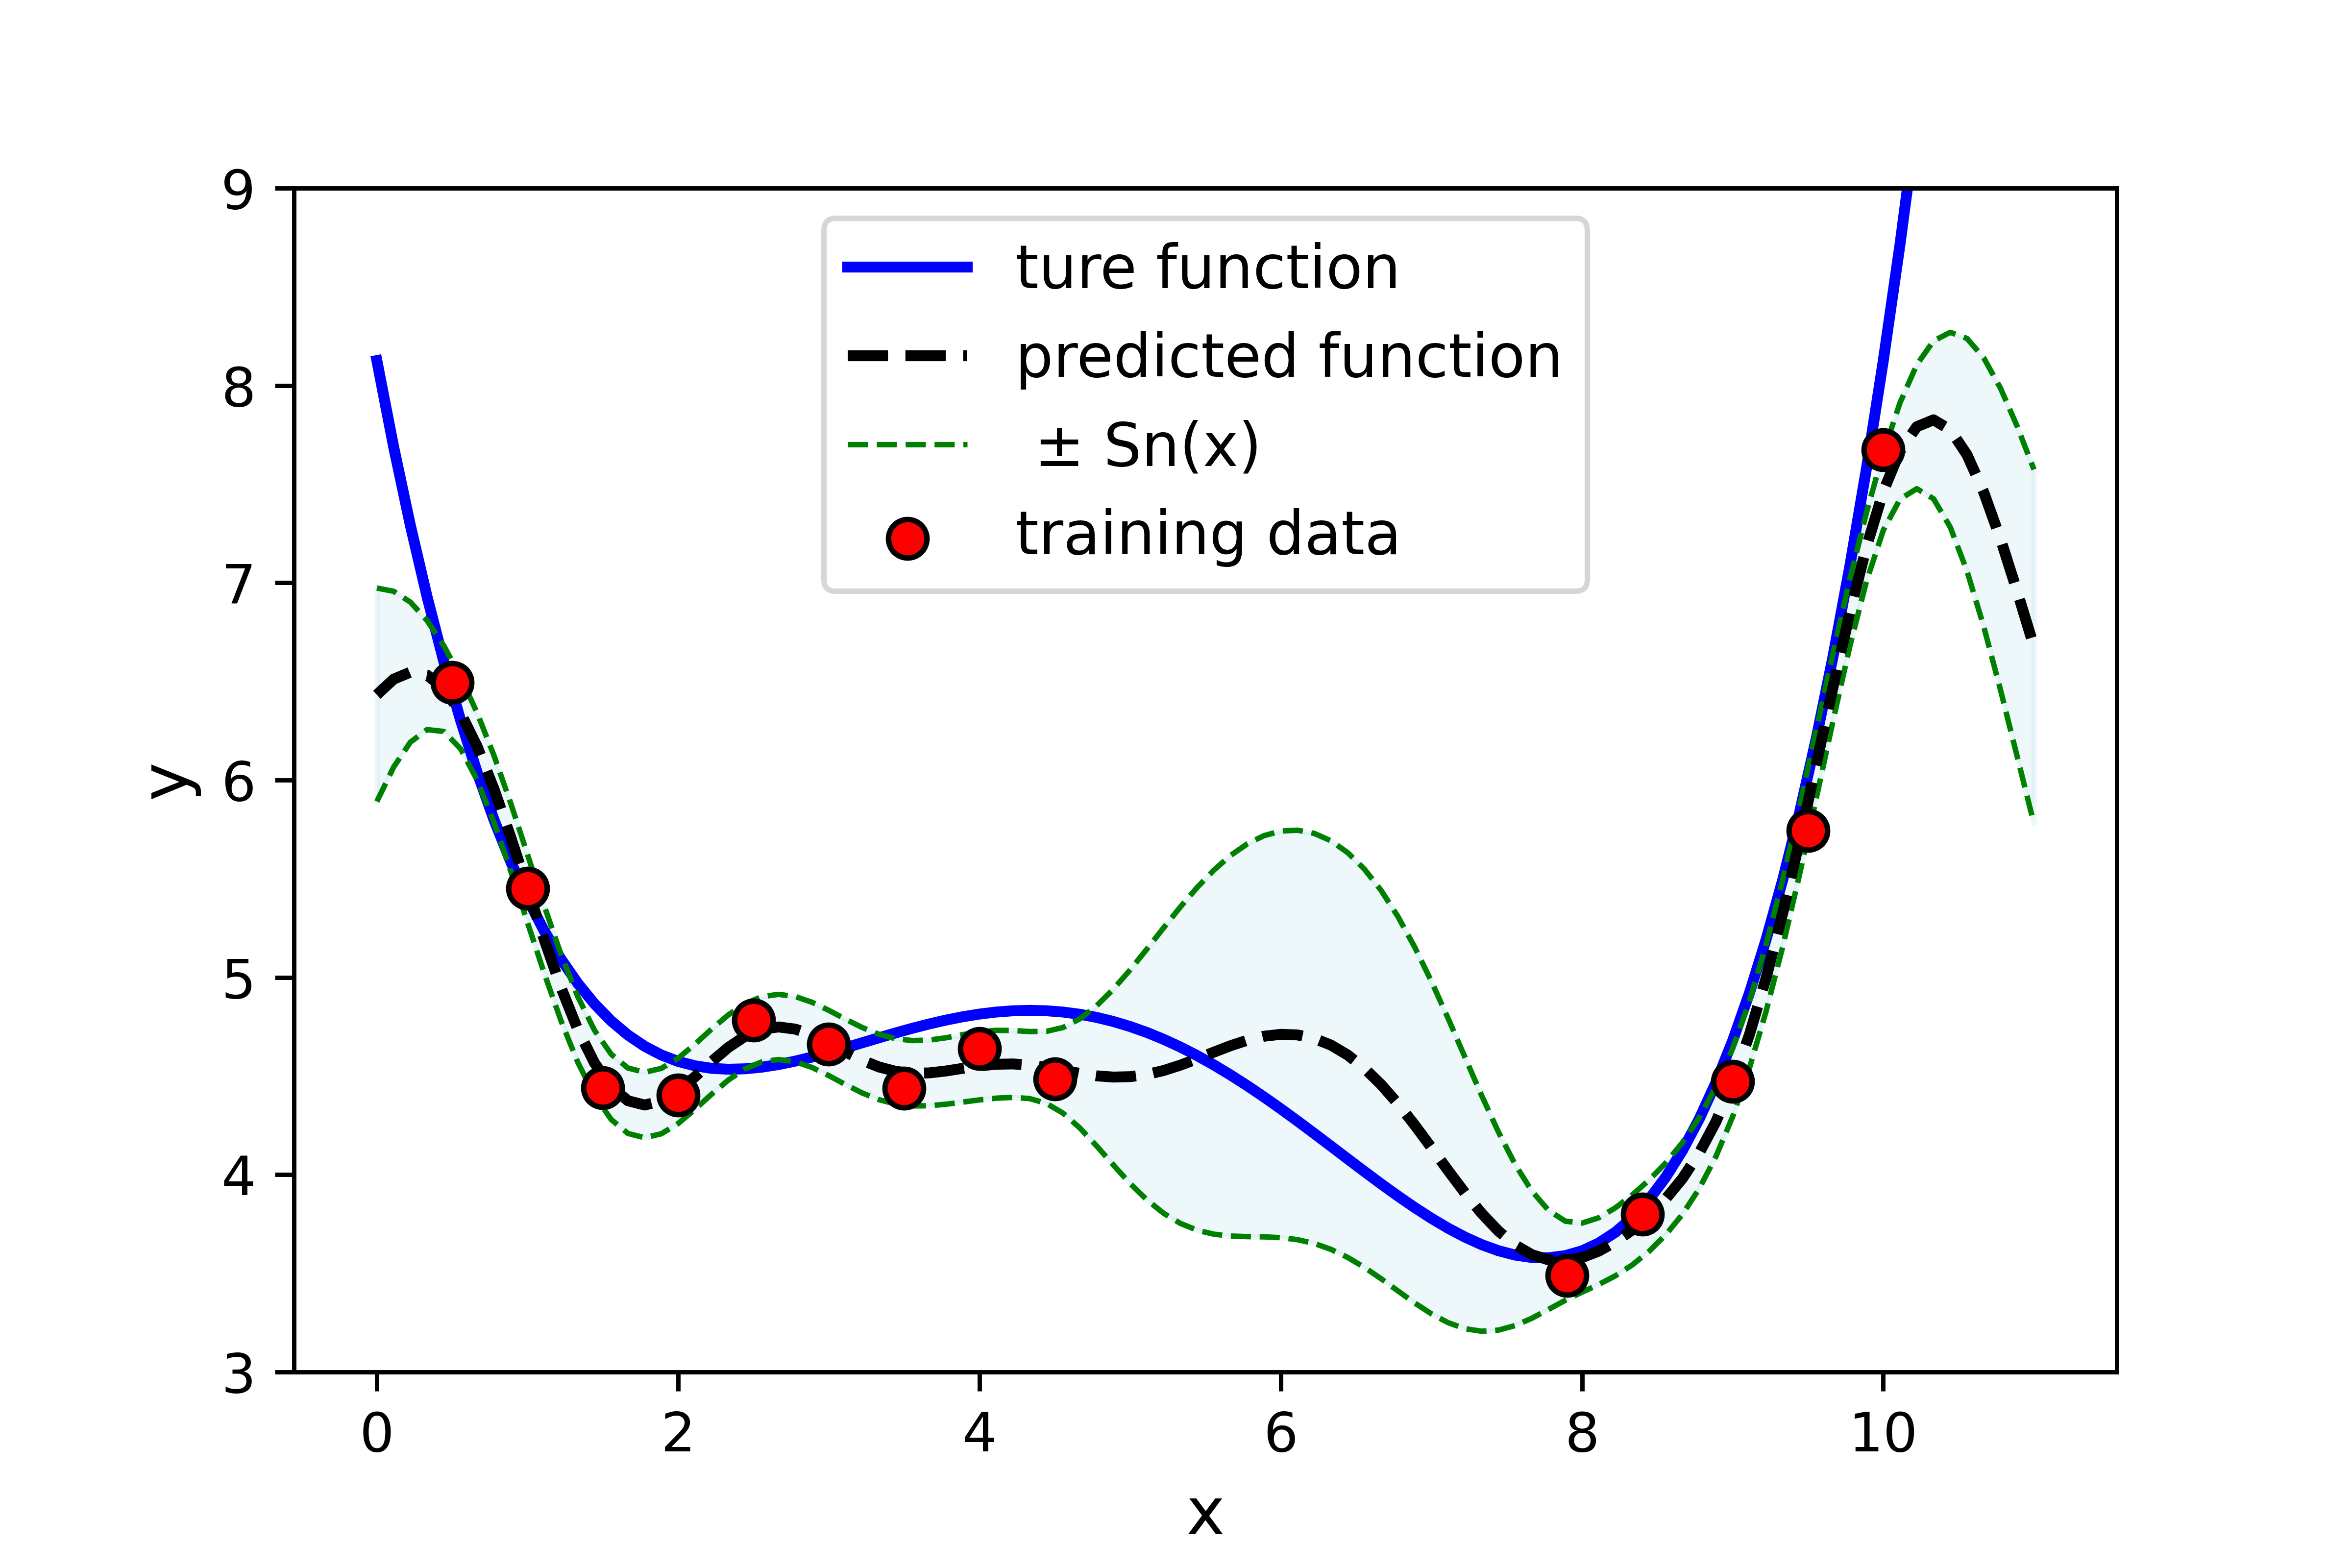 9
8
7
6
5
4
3
y
ture function
predicted function
± Sn(x)
training data
0 2 4 6 8 10
x